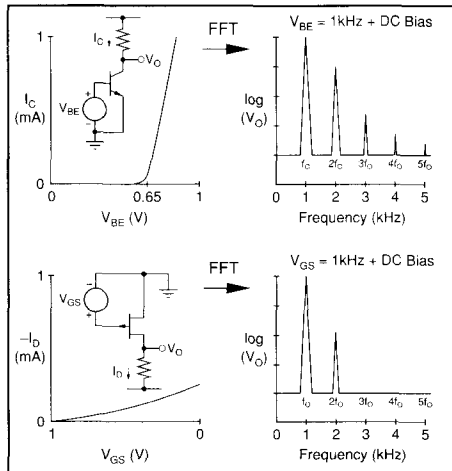 I_C
V_O
V_BE
+
−
1
I_C
(mA)
0
0
0.65
1
V_BE (V)
FFT
V_BE = 1kHz + DC Bias
log
(V_O)
f_C
2f_C
3f_O
4f_O
5f_O
0
1
2
3
4
5
Frequency (kHz)
V_GS
−
+
V_O
I_D
1
−I_D
(mA)
0
1
0
V_GS (V)
FFT
V_GS = 1kHz + DC Bias
log
(V_O)
f_O
2f_O
3f_O
4f_O
5f_O
0
1
2
3
4
5
Frequency (kHz)